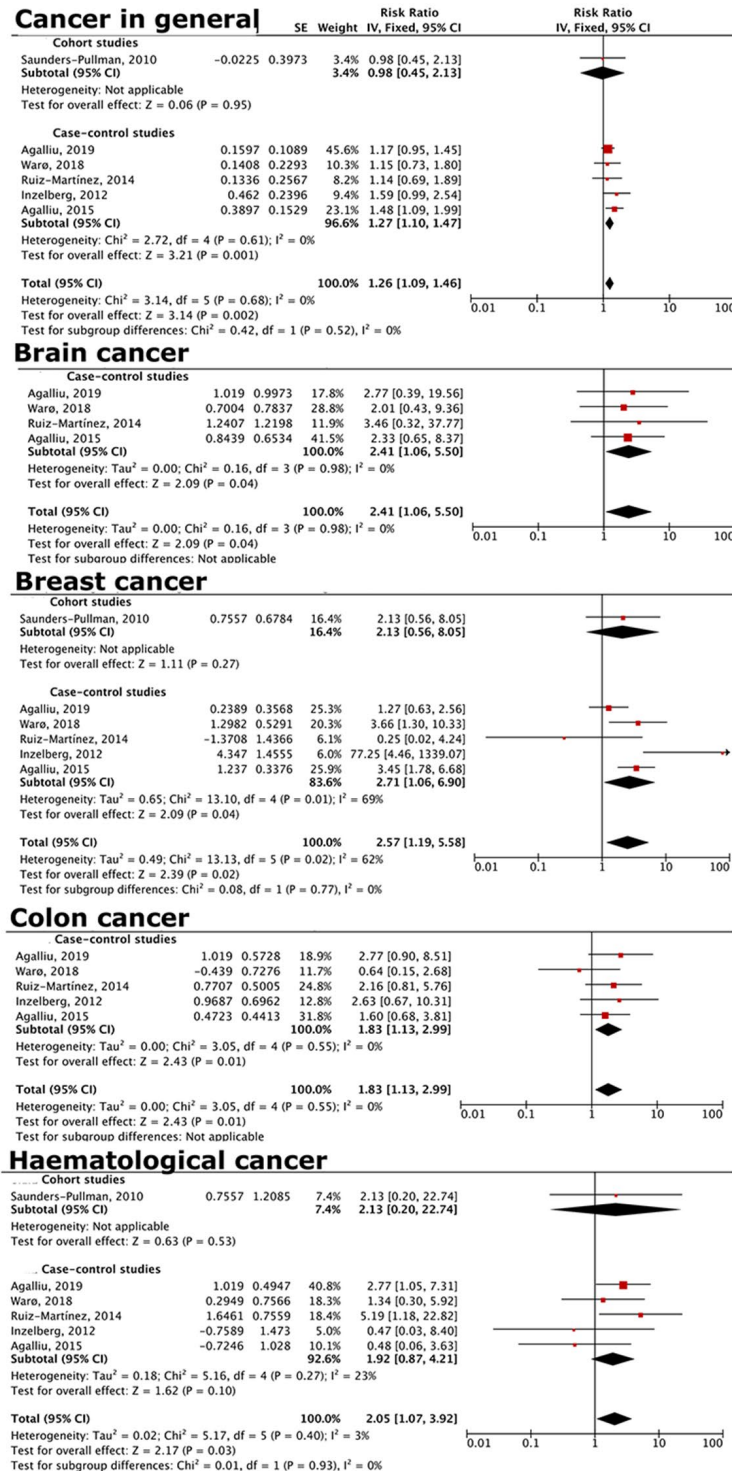 Cancer in general
Risk Ratio Risk Ratio
SE Weight IV, Fixed, 95% CI IV, Fixed, 95% CI
Cohort studies
Saunders-Pullman, 2010 -0.0225 0.3973 3.4% 0.98 [0.45, 2.13]
Subtotal (95% CI) 3.4% 0.98 [0.45, 2.13]
Heterogeneity: Not applicable
Test for overall effect: Z = 0.06 (P = 0.95)
Case-control studies
Agalliu, 2019 0.1597 0.1089 45.6% 1.17 [0.95, 1.45]
Warø, 2018 0.1408 0.2293 10.3% 1.15 [0.73, 1.80]
Ruiz-Martínez, 2014 0.1336 0.2567 8.2% 1.14 [0.69, 1.89]
Inzelberg, 2012 0.462 0.2396 9.4% 1.59 [0.99, 2.54]
Agalliu, 2015 0.3897 0.1529 23.1% 1.48 [1.09, 1.99]
Subtotal (95% CI) 96.6% 1.27 [1.10, 1.47]
Heterogeneity: Chi² = 2.72, df = 4 (P = 0.61); I² = 0%
Test for overall effect: Z = 3.21 (P = 0.001)
Total (95% CI) 100.0% 1.26 [1.09, 1.46]
Heterogeneity: Chi² = 3.14, df = 5 (P = 0.68); I² = 0%
Test for overall effect: Z = 3.14 (P = 0.002)
Test for subgroup differences: Chi² = 0.42, df = 1 (P = 0.52), I² = 0%
0.01 0.1 1 10 100
Brain cancer
Case-control studies
Agalliu, 2019 1.019 0.9973 17.8% 2.77 [0.39, 19.56]
Warø, 2018 0.7004 0.7837 28.8% 2.01 [0.43, 9.36]
Ruiz-Martínez, 2014 1.2407 1.2198 11.9% 3.46 [0.32, 37.77]
Agalliu, 2015 0.8439 0.6534 41.5% 2.33 [0.65, 8.37]
Subtotal (95% CI) 100.0% 2.41 [1.06, 5.50]
Heterogeneity: Tau² = 0.00; Chi² = 0.16, df = 3 (P = 0.98); I² = 0%
Test for overall effect: Z = 2.09 (P = 0.04)
Total (95% CI) 100.0% 2.41 [1.06, 5.50]
Heterogeneity: Tau² = 0.00; Chi² = 0.16, df = 3 (P = 0.98); I² = 0%
Test for overall effect: Z = 2.09 (P = 0.04)
Test for subgroup differences: Not applicable
0.01 0.1 1 10 100
Breast cancer
Cohort studies
Saunders-Pullman, 2010 0.7557 0.6784 16.4% 2.13 [0.56, 8.05]
Subtotal (95% CI) 16.4% 2.13 [0.56, 8.05]
Heterogeneity: Not applicable
Test for overall effect: Z = 1.11 (P = 0.27)
Case-control studies
Agalliu, 2019 0.2389 0.3568 25.3% 1.27 [0.63, 2.56]
Warø, 2018 1.2982 0.5291 20.3% 3.66 [1.30, 10.33]
Ruiz-Martínez, 2014 -1.3708 1.4366 6.1% 0.25 [0.02, 4.24]
Inzelberg, 2012 4.347 1.4555 6.0% 77.25 [4.46, 1339.07]
Agalliu, 2015 1.237 0.3376 25.9% 3.45 [1.78, 6.68]
Subtotal (95% CI) 83.6% 2.71 [1.06, 6.90]
Heterogeneity: Tau² = 0.65; Chi² = 13.10, df = 4 (P = 0.01); I² = 69%
Test for overall effect: Z = 2.09 (P = 0.04)
Total (95% CI) 100.0% 2.57 [1.19, 5.58]
Heterogeneity: Tau² = 0.49; Chi² = 13.13, df = 5 (P = 0.02); I² = 62%
Test for overall effect: Z = 2.39 (P = 0.02)
Test for subgroup differences: Chi² = 0.08, df = 1 (P = 0.77), I² = 0%
0.01 0.1 1 10 100
Colon cancer
Case-control studies
Agalliu, 2019 1.019 0.5728 18.9% 2.77 [0.90, 8.51]
Warø, 2018 -0.439 0.7276 11.7% 0.64 [0.15, 2.68]
Ruiz-Martínez, 2014 0.7707 0.5005 24.8% 2.16 [0.81, 5.76]
Inzelberg, 2012 0.9687 0.6962 12.8% 2.63 [0.67, 10.31]
Agalliu, 2015 0.4723 0.4413 31.8% 1.60 [0.68, 3.81]
Subtotal (95% CI) 100.0% 1.83 [1.13, 2.99]
Heterogeneity: Tau² = 0.00; Chi² = 3.05, df = 4 (P = 0.55); I² = 0%
Test for overall effect: Z = 2.43 (P = 0.01)
Total (95% CI) 100.0% 1.83 [1.13, 2.99]
Heterogeneity: Tau² = 0.00; Chi² = 3.05, df = 4 (P = 0.55); I² = 0%
Test for overall effect: Z = 2.43 (P = 0.01)
Test for subgroup differences: Not applicable
0.01 0.1 1 10 100
Haematological cancer
Cohort studies
Saunders-Pullman, 2010 0.7557 1.2085 7.4% 2.13 [0.20, 22.74]
Subtotal (95% CI) 7.4% 2.13 [0.20, 22.74]
Heterogeneity: Not applicable
Test for overall effect: Z = 0.63 (P = 0.53)
Case-control studies
Agalliu, 2019 1.019 0.4947 40.8% 2.77 [1.05, 7.31]
Warø, 2018 0.2949 0.7566 18.3% 1.34 [0.30, 5.92]
Ruiz-Martínez, 2014 1.6461 0.7559 18.4% 5.19 [1.18, 22.82]
Inzelberg, 2012 -0.7589 1.473 5.0% 0.47 [0.03, 8.40]
Agalliu, 2015 -0.7246 1.028 10.1% 0.48 [0.06, 3.63]
Subtotal (95% CI) 92.6% 1.92 [0.87, 4.21]
Heterogeneity: Tau² = 0.18; Chi² = 5.16, df = 4 (P = 0.27); I² = 23%
Test for overall effect: Z = 1.62 (P = 0.10)
Total (95% CI) 100.0% 2.05 [1.07, 3.92]
Heterogeneity: Tau² = 0.02; Chi² = 5.17, df = 5 (P = 0.40); I² = 3%
Test for overall effect: Z = 2.17 (P = 0.03)
Test for subgroup differences: Chi² = 0.01, df = 1 (P = 0.93), I² = 0%
0.01 0.1 1 10 100